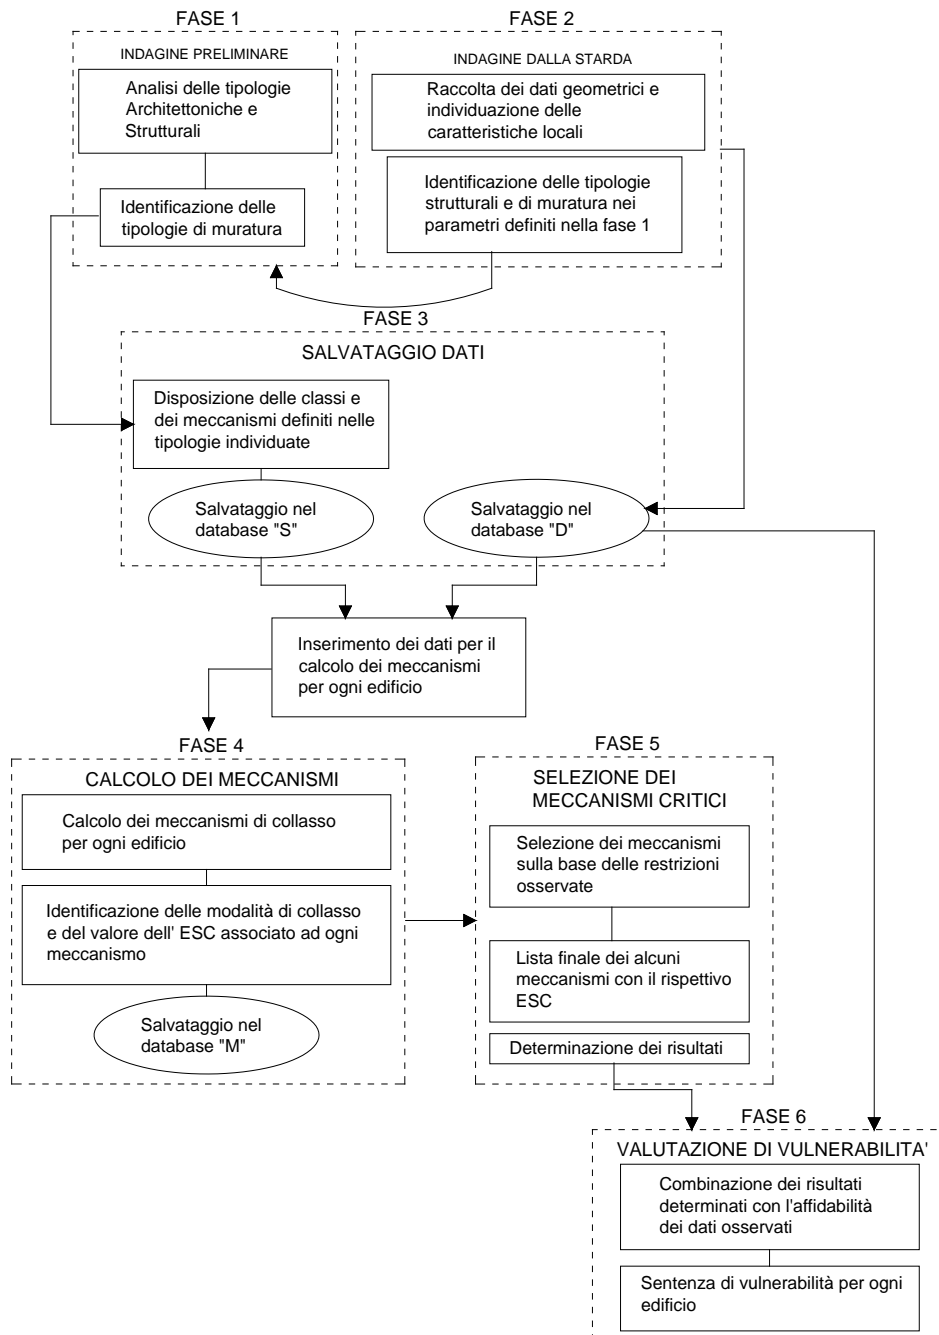 FASE 1
INDAGINE PRELIMINARE
Analisi delle tipologie
Architettoniche e
Strutturali
Identificazione delle
tipologie di muratura
FASE 2
INDAGINE DALLA STARDA
Raccolta dei dati geometrici e
individuazione delle
caratteristiche locali
Identificazione delle tipologie
strutturali e di muratura nei
parametri definiti nella fase 1
FASE 3
SALVATAGGIO DATI
Disposizione delle classi e
dei meccanismi definiti nelle
tipologie individuate
Salvataggio nel
database "S"
Salvataggio nel
database "D"
Inserimento dei dati per il
calcolo dei meccanismi
per ogni edificio
FASE 4
CALCOLO DEI MECCANISMI
Calcolo dei meccanismi di collasso
per ogni edificio
Identificazione delle modalità di collasso
e del valore dell' ESC associato ad ogni
meccanismo
Salvataggio nel
database "M"
FASE 5
SELEZIONE DEI
MECCANISMI CRITICI
Selezione dei meccanismi
sulla base delle restrizioni
osservate
Lista finale dei alcuni
meccanismi con il rispettivo
ESC
Determinazione dei risultati
FASE 6
VALUTAZIONE DI VULNERABILITA'
Combinazione dei risultati
determinati con l'affidabilità
dei dati osservati
Sentenza di vulnerabilità per ogni
edificio